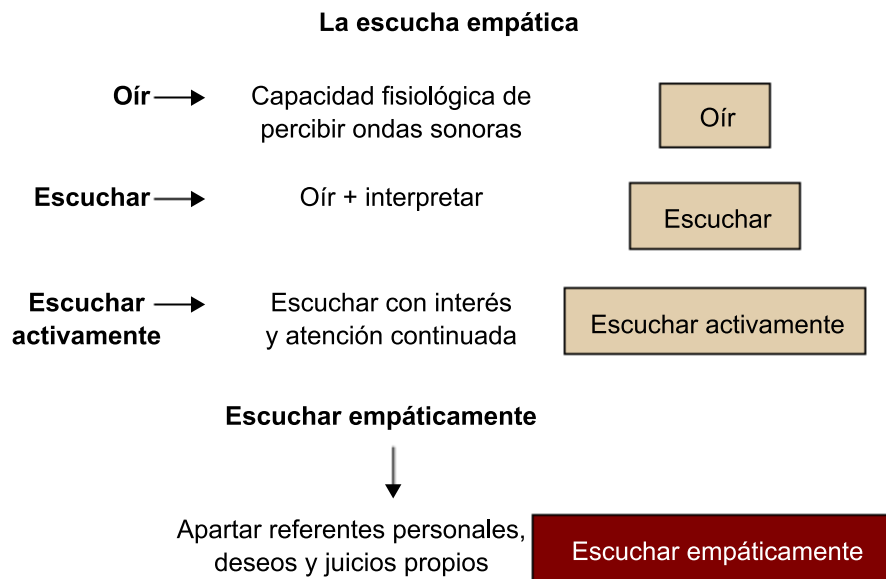 La escucha empática
Oír
Capacidad fisiológica de
percibir ondas sonoras
Oír
Escuchar
Oír + interpretar
Escuchar
Escuchar
activamente
Escuchar con interés
y atención continuada
Escuchar activamente
Escuchar empáticamente
Apartar referentes personales,
deseos y juicios propios
Escuchar empáticamente